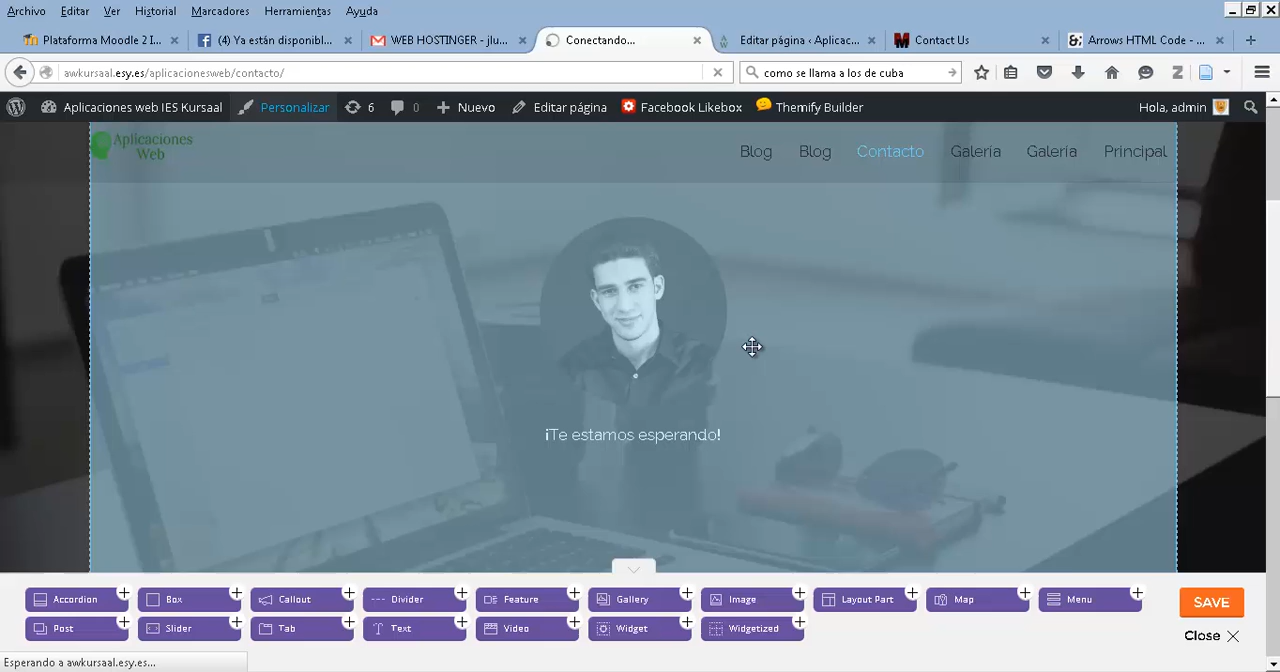 Archivo Editar Ver Historial Marcadores Herramientas Ayuda
Plataforma Moodle 2 I... (4) Ya están disponibl... WEB HOSTINGER - jlu... Conectando... Editar página ‹ Aplicac... Contact Us Arrows HTML Code - ...
awkursaal.esy.es/aplicacionesweb/contacto/ como se llama a los de cuba
Aplicaciones web IES Kursaal Personalizar 6 0 Nuevo Editar página Facebook Likebox Themify Builder Hola, admin
Aplicaciones
Web
Blog Blog Contacto Galería Galería Principal
¡Te estamos esperando!
Accordion Box Callout Divider Feature Gallery Image Layout Part Map Menu
SAVE
Post Slider Tab Text Video Widget Widgetized
Close
Esperando a awkursaal.esy.es...